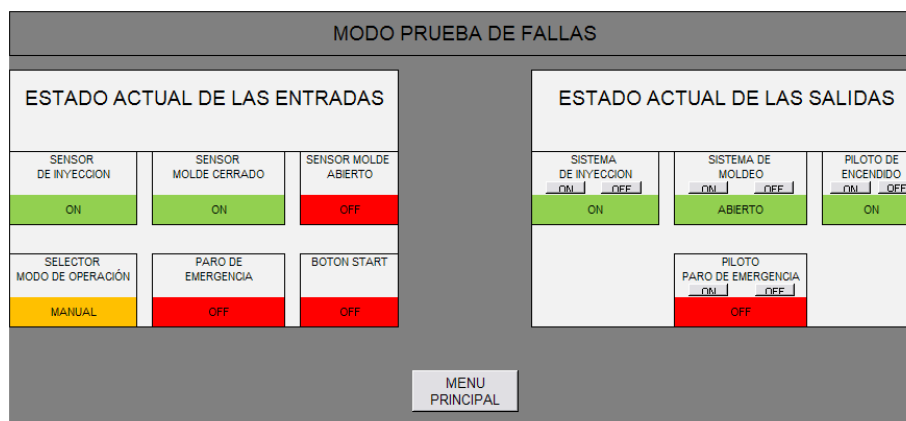 MODO PRUEBA DE FALLAS
ESTADO ACTUAL DE LAS ENTRADAS
SENSOR
DE INYECCION
ON
SENSOR
MOLDE CERRADO
ON
SENSOR MOLDE
ABIERTO
OFF
SELECTOR
MODO DE OPERACIÓN
MANUAL
PARO DE
EMERGENCIA
OFF
BOTON START
OFF
ESTADO ACTUAL DE LAS SALIDAS
SISTEMA
DE INYECCION
ON OFF
ON
SISTEMA DE
MOLDEO
ON OFF
ABIERTO
PILOTO DE
ENCENDIDO
ON OFF
ON
PILOTO
PARO DE EMERGENCIA
ON OFF
OFF
MENU
PRINCIPAL